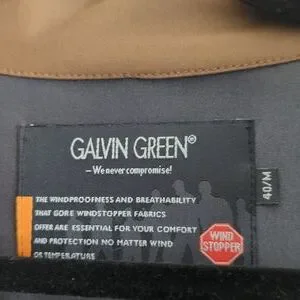 GALVIN GREEN®
- We never compromise!
40/M
THE WINDPROOFNESS AND BREATHABILITY
THAT GORE WINDSTOPPER FABRICS
OFFER ARE ESSENTIAL FOR YOUR COMFORT
AND PROTECTION NO MATTER WIND
OR TEMPERATURE
WIND
STOPPER